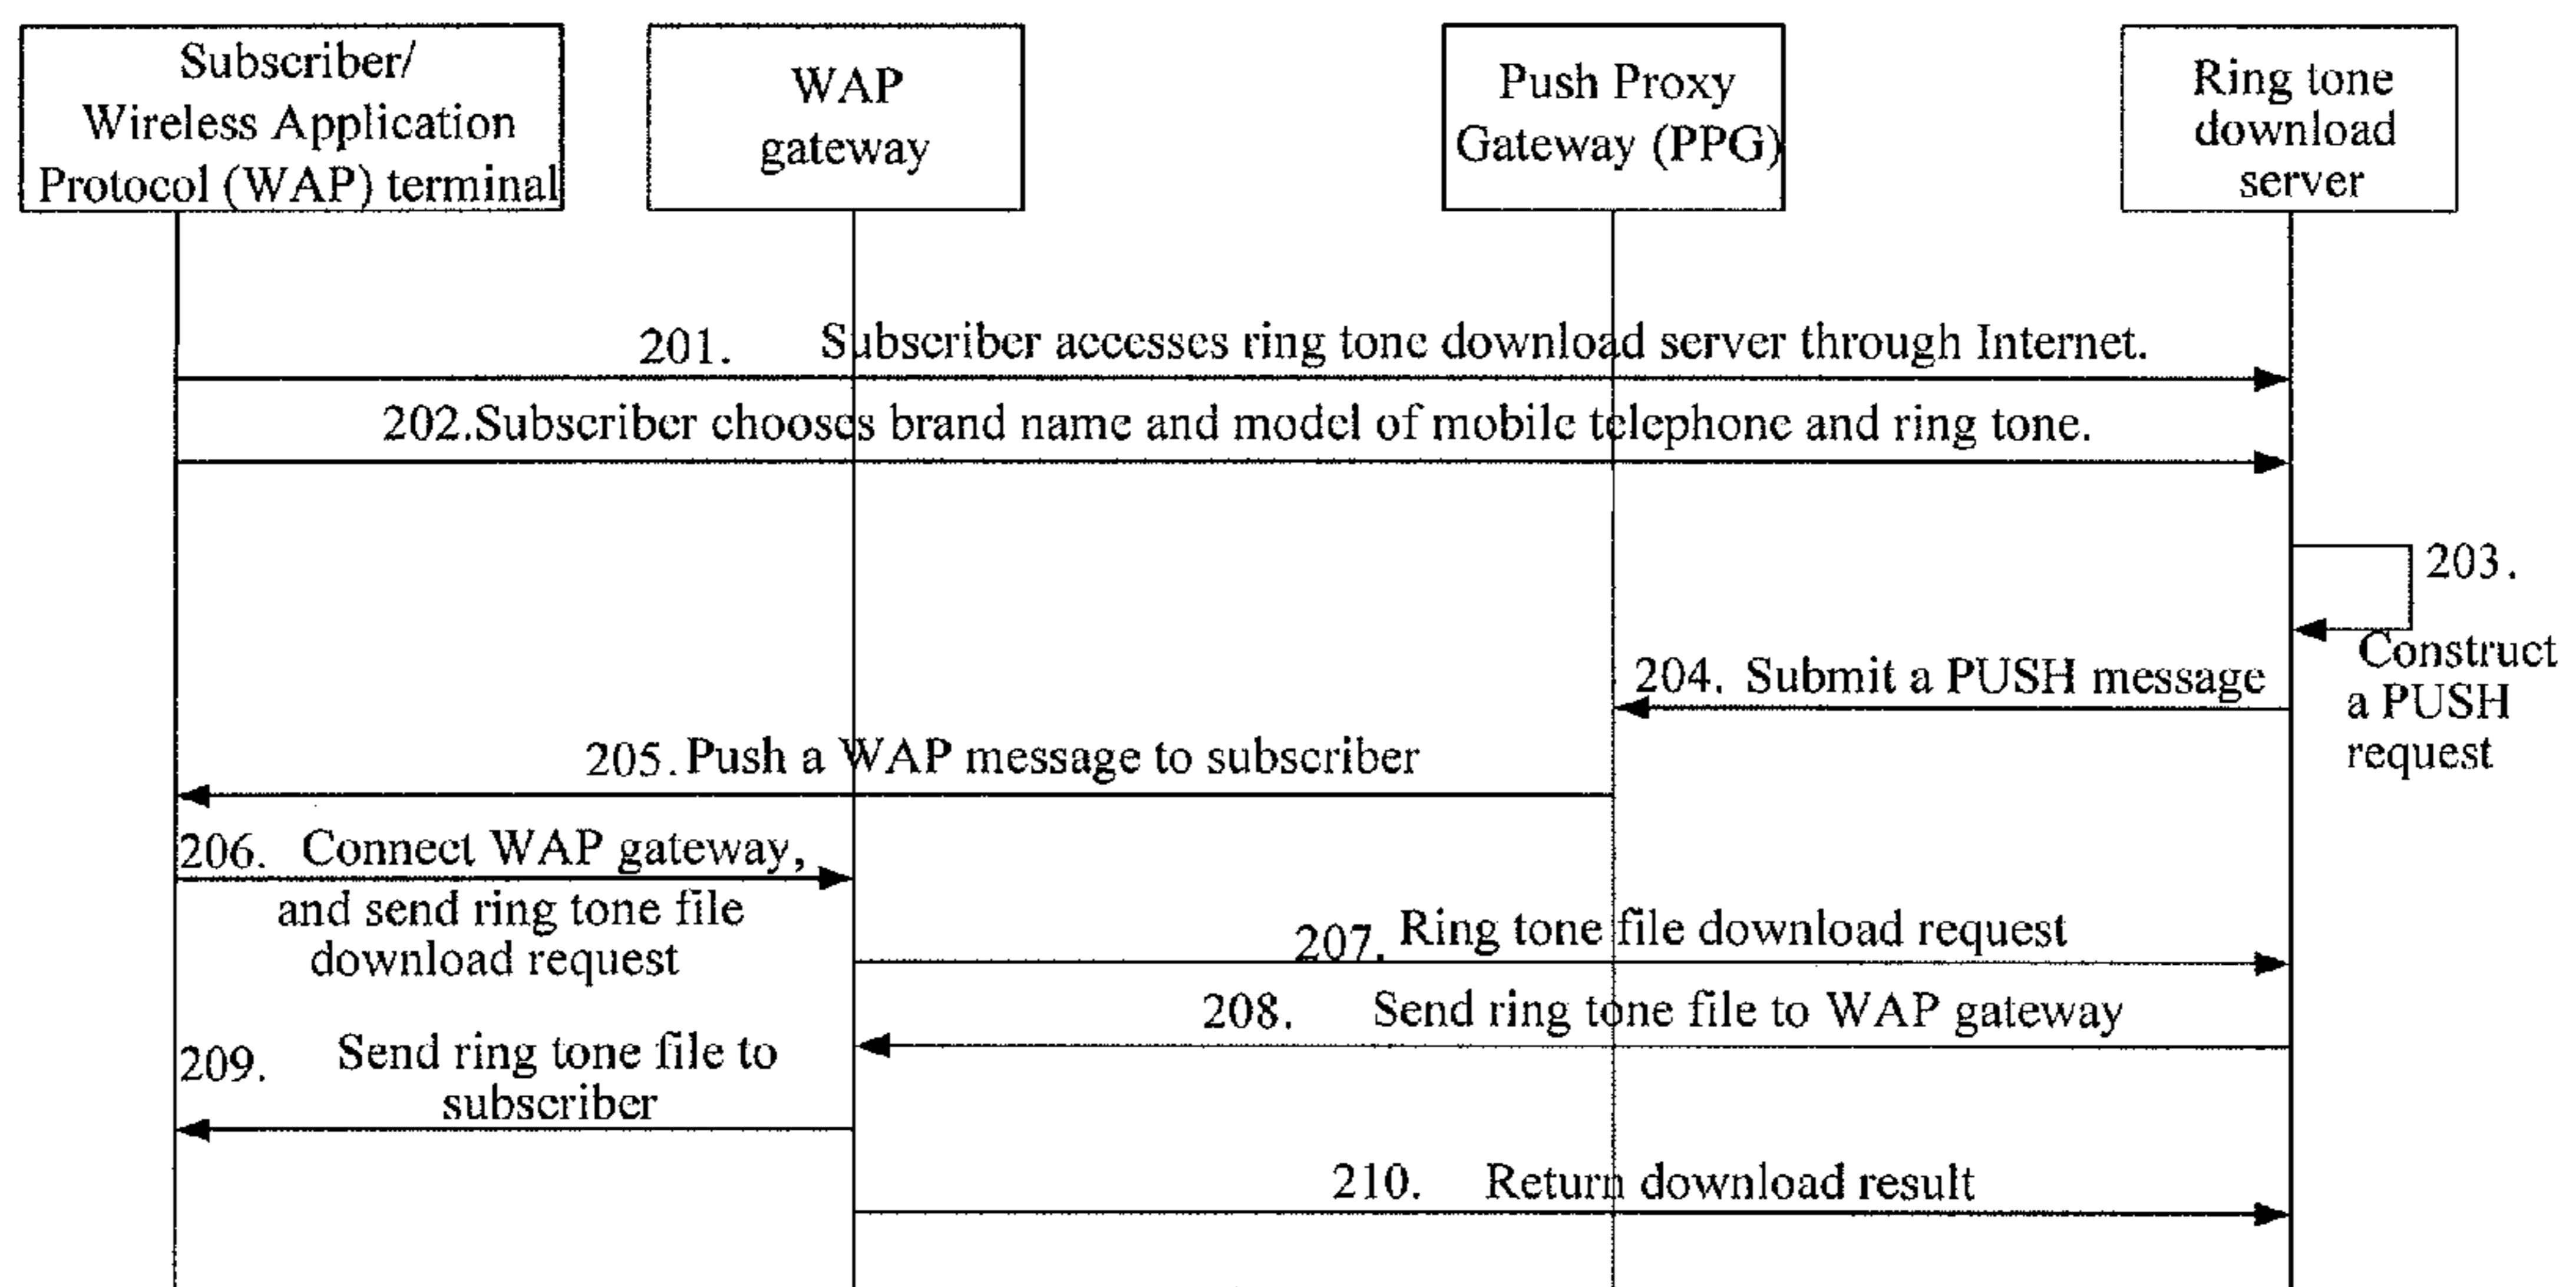 Subscriber/
Wireless Application
Protocol (WAP) terminal
WAP
gateway
Push Proxy
Gateway (PPG)
Ring tone
download
server
201. Subscriber accesses ring tone download server through Internet.
202.Subscriber chooses brand name and model of mobile telephone and ring tone.
203.
Construct
a PUSH
request
204. Submit a PUSH message
205. Push a WAP message to subscriber
206. Connect WAP gateway,
and send ring tone file
download request
207. Ring tone file download request
208. Send ring tone file to WAP gateway
209. Send ring tone file to
subscriber
210. Return download result